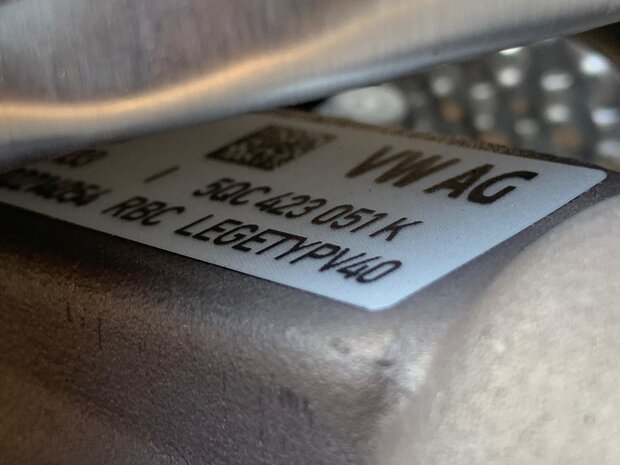 VW AG
5QC 423 051 K
RBC LEGETYPV40